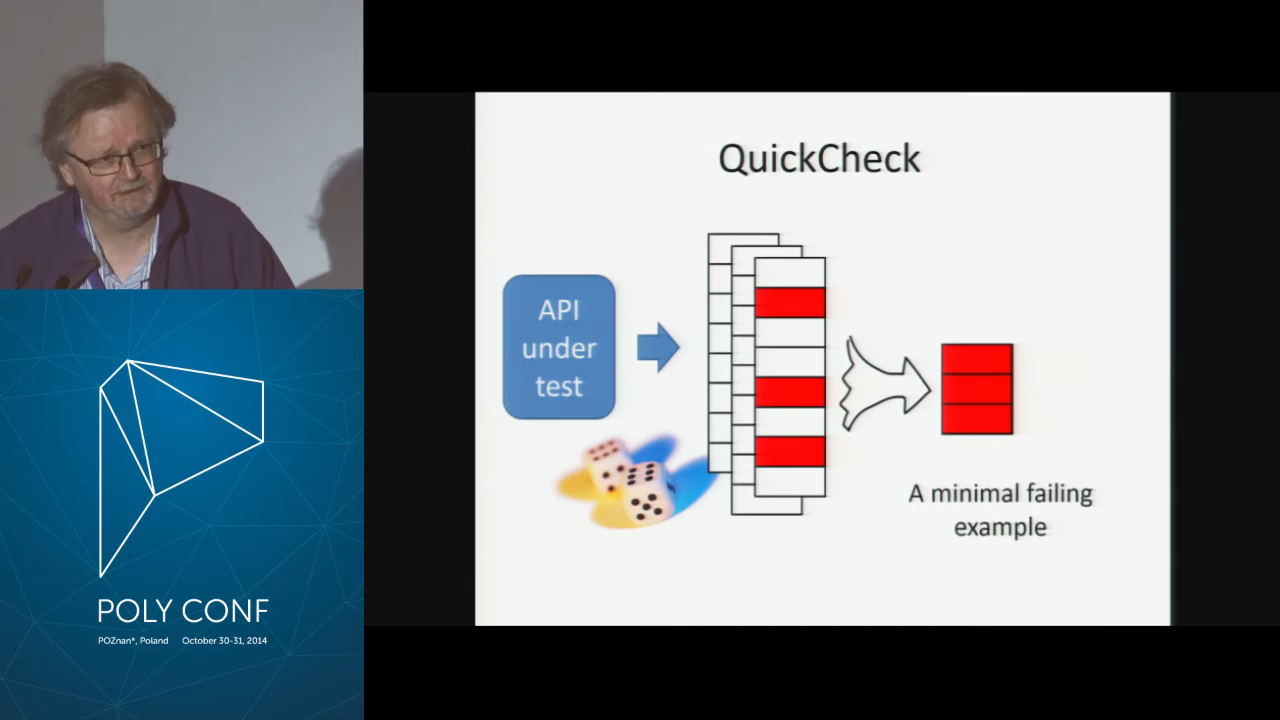 QuickCheck
API
under
test
A minimal failing
example
POLY CONF
POZnan*, Poland October 30-31, 2014